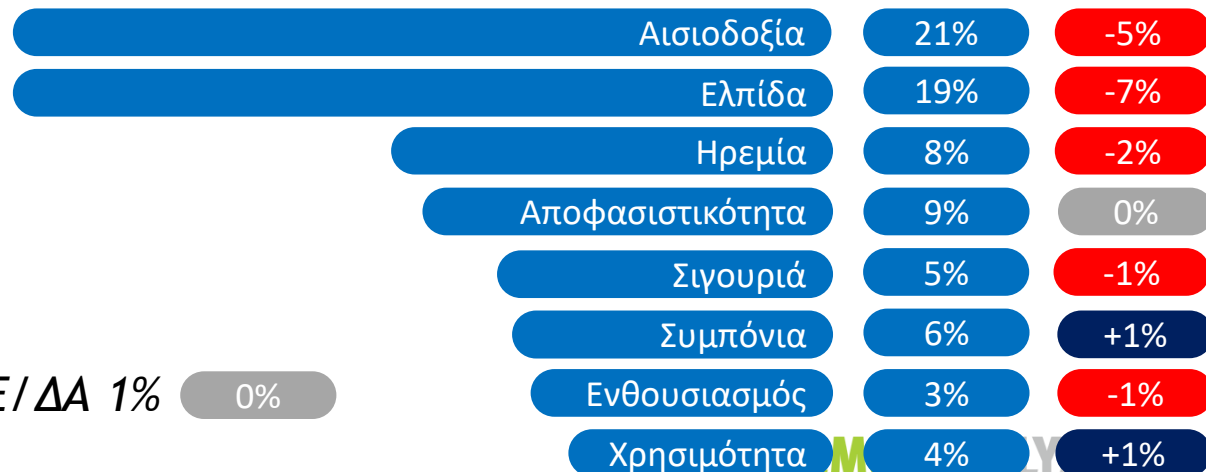 Αισιοδοξία 21% -5%
Ελπίδα 19% -7%
Ηρεμία 8% -2%
Αποφασιστικότητα 9% 0%
Σιγουριά 5% -1%
Συμπόνια 6% +1%
/ΔΑ 1% 0% Ενθουσιασμός 3% -1%
Χρησιμότητα 4% +1%